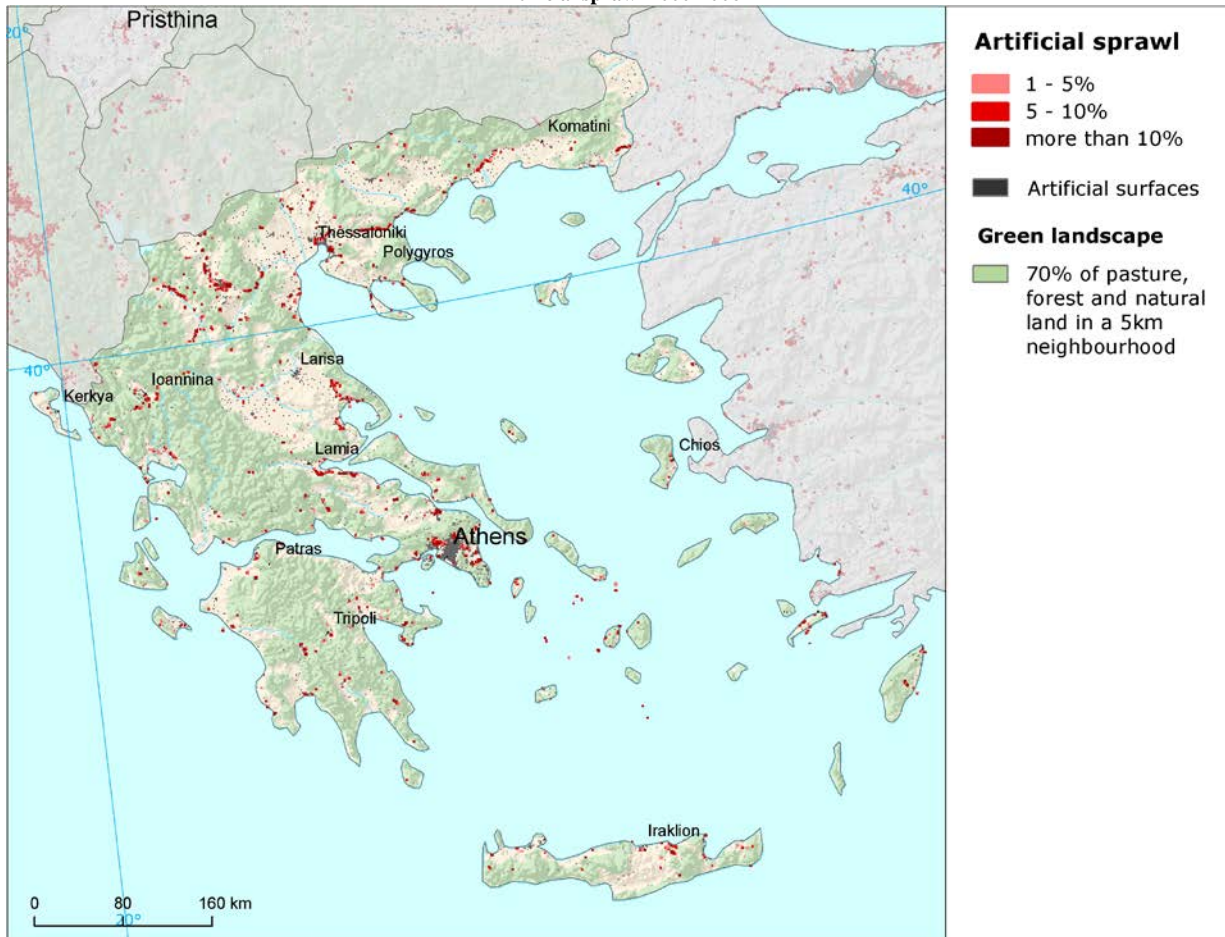 Pristhina
20°
Komatini
40°
Thessaloniki
Polygyros
40°
Larisa
Ioannina
Kerkya
Chios
Lamia
Athens
Patras
Tripoli
Iraklion
0 80 160 km
20°
Artificial sprawl
1 - 5%
5 - 10%
more than 10%
Artificial surfaces
Green landscape
70% of pasture,
forest and natural
land in a 5km
neighbourhood